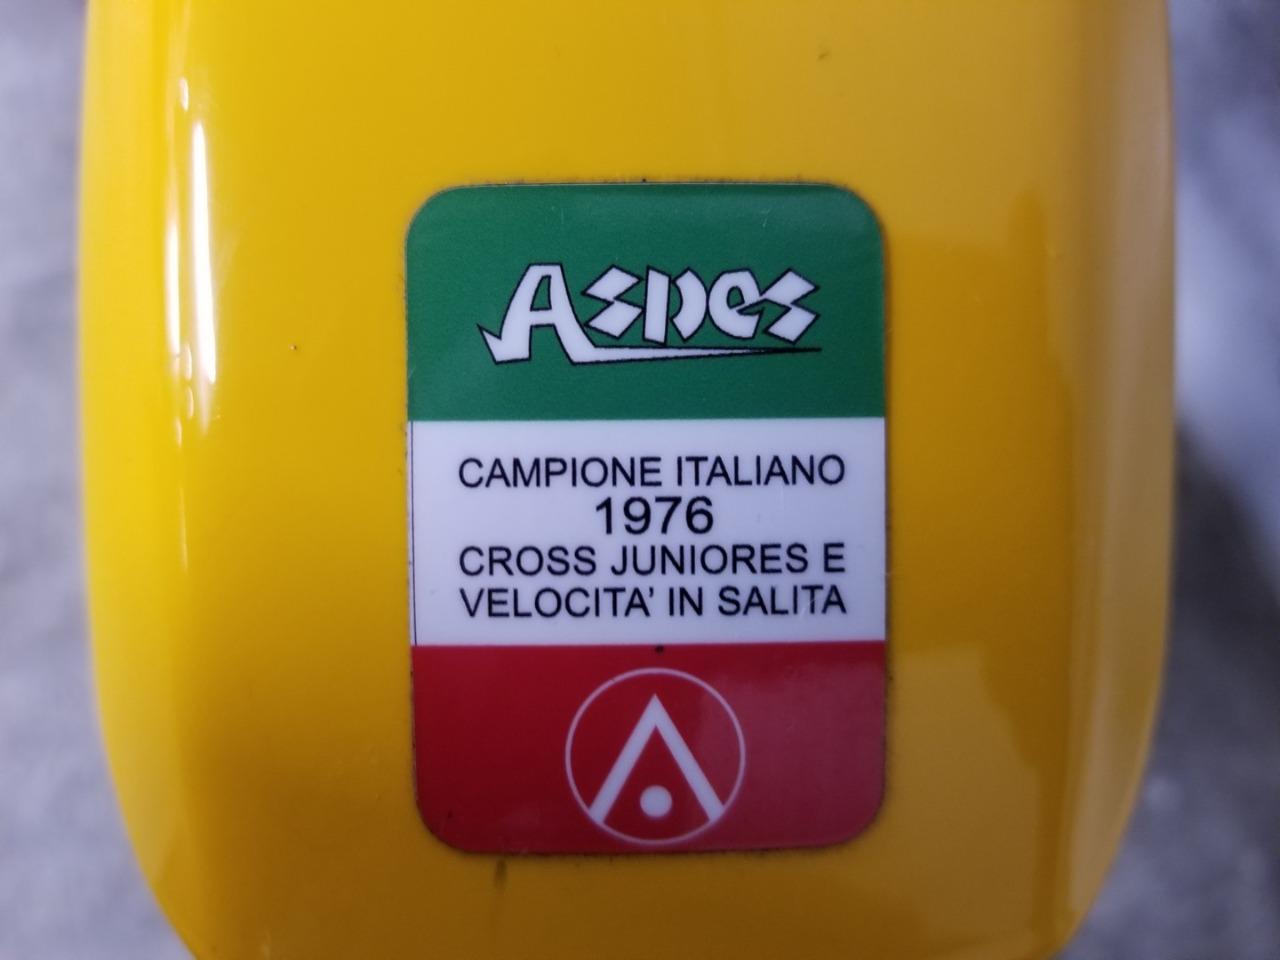 Aspes
CAMPIONE ITALIANO
1976
CROSS JUNIORES E
VELOCITA' IN SALITA